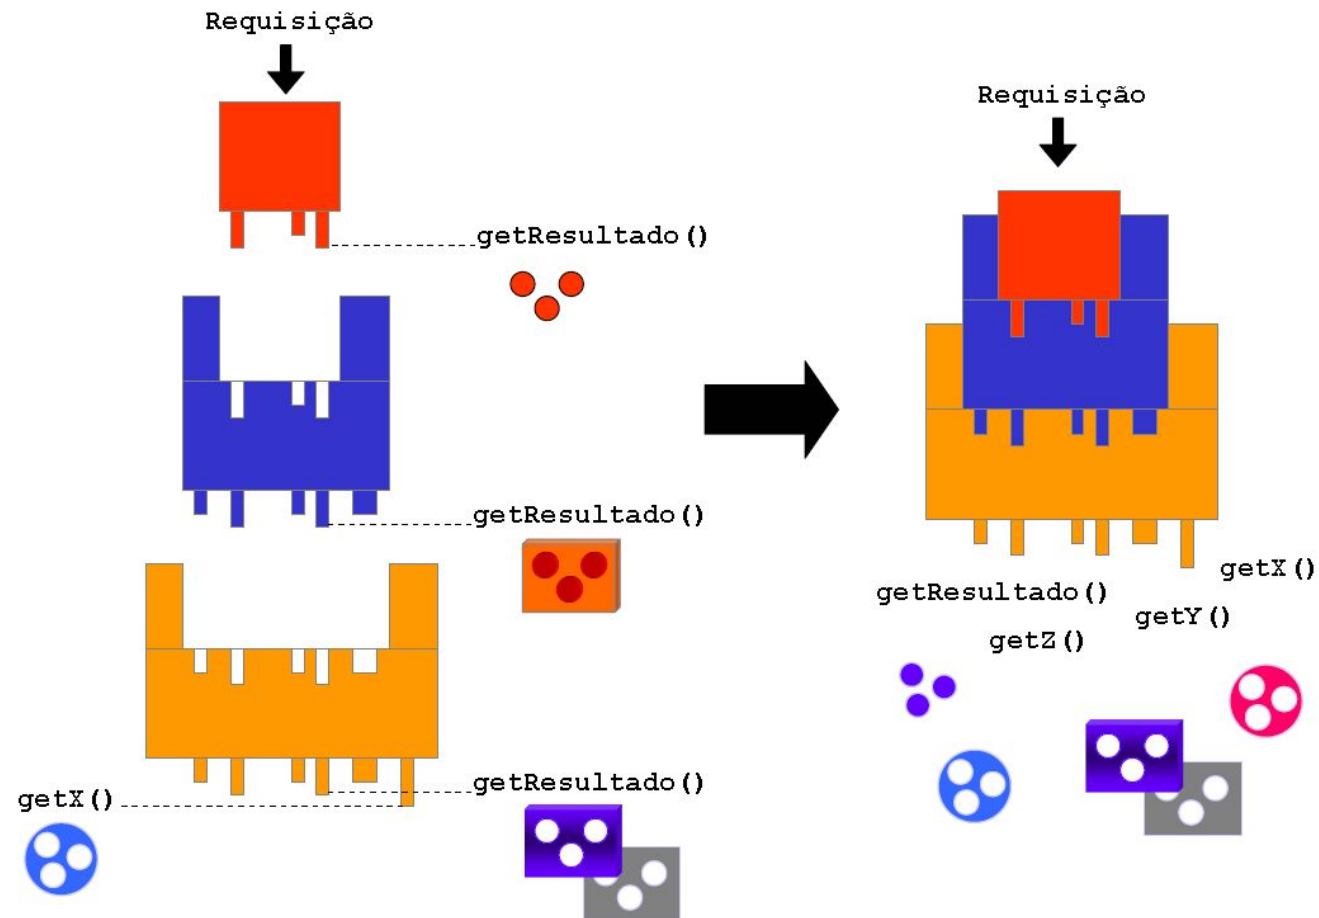 Requisição
getResultado()
getResultado()
getResultado()
getX()
Requisição
getX()
getResultado()
getY()
getZ()